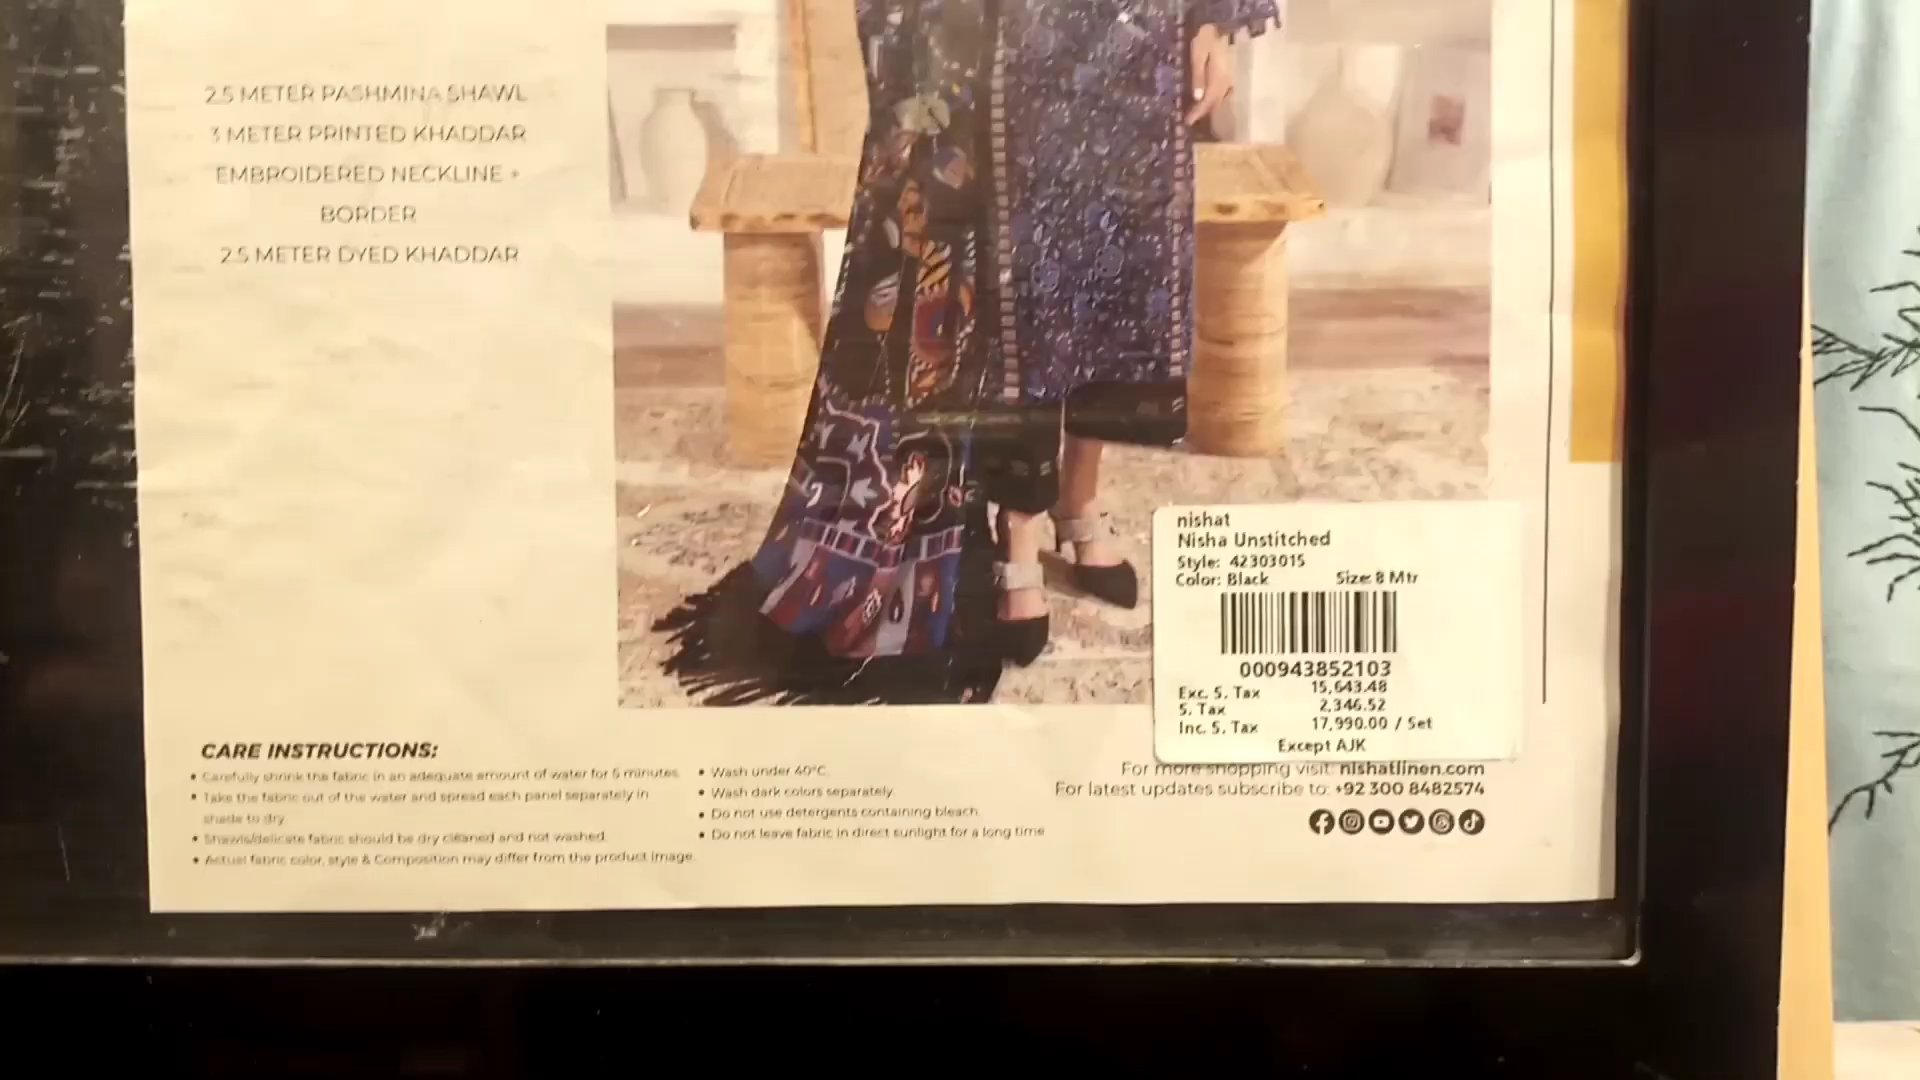 2.5 METER PASHMINA SHAWL
3 METER PRINTED KHADDAR
EMBROIDERED NECKLINE +
BORDER
2.5 METER DYED KHADDAR
nishat
Nisha Unstitched
Style: 42303015
Color: Black Size: 8 Mtr
000943852103
Exc. S. Tax 15,643.48
S. Tax 2,346.52
Inc. S. Tax 17,990.00 / Set
Except AJK
CARE INSTRUCTIONS:
• Carefully shrink the fabric in an adequate amount of water for 5 minutes.
• Take the fabric out of the water and spread each panel separately in
shade to dry.
• Shawls/delicate fabric should be dry cleaned and not washed.
• Actual fabric color, style & Composition may differ from the product image.
• Wash under 40°C.
• Wash dark colors separately.
• Do not use detergents containing bleach.
• Do not leave fabric in direct sunlight for a long time
For more shopping visit: nishatlinen.com
For latest updates subscribe to: +92 300 8482574